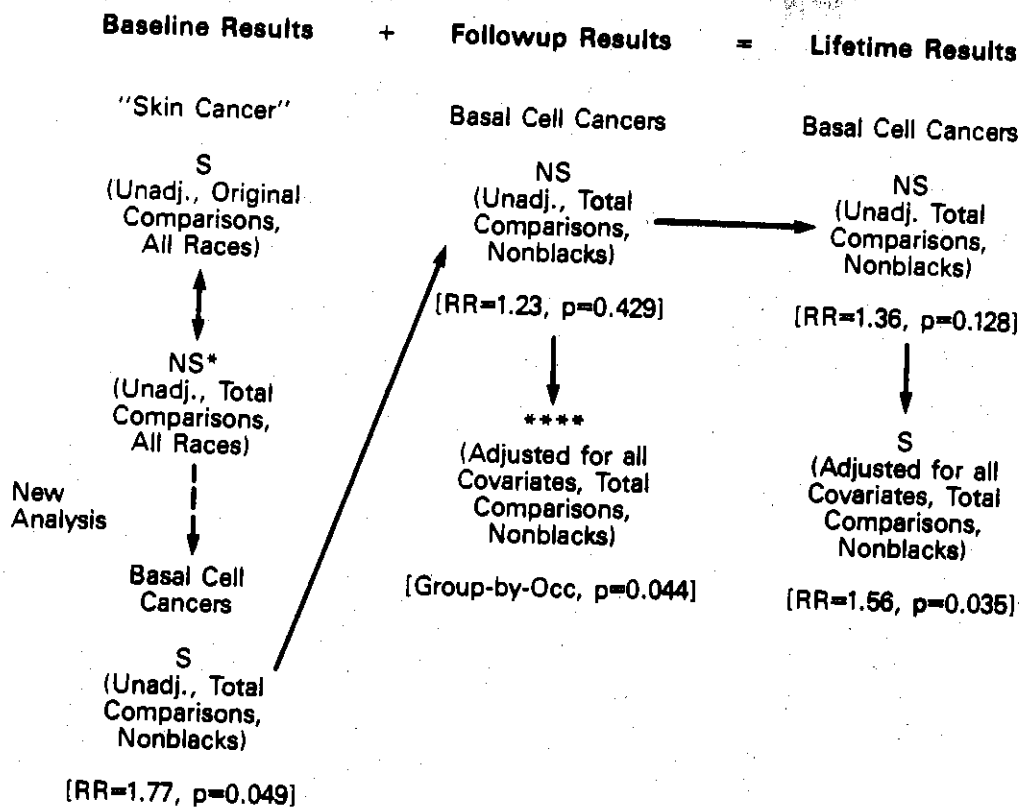 Baseline Results + Followup Results = Lifetime Results
"Skin Cancer"
S
(Unadj., Original
Comparisons,
All Races)
NS*
(Unadj., Total
Comparisons,
All Races)
New
Analysis
Basal Cell
Cancers
S
(Unadj., Total
Comparisons,
Nonblacks)
[RR=1.77, p=0.049]
Basal Cell Cancers
NS
(Unadj., Total
Comparisons,
Nonblacks)
[RR=1.23, p=0.429]
****
(Adjusted for all
Covariates, Total
Comparisons,
Nonblacks)
[Group-by-Occ, p=0.044]
Basal Cell Cancers
NS
(Unadj. Total
Comparisons,
Nonblacks)
[RR=1.36, p=0.128]
S
(Adjusted for all
Covariates, Total
Comparisons,
Nonblacks)
[RR=1.56, p=0.035]